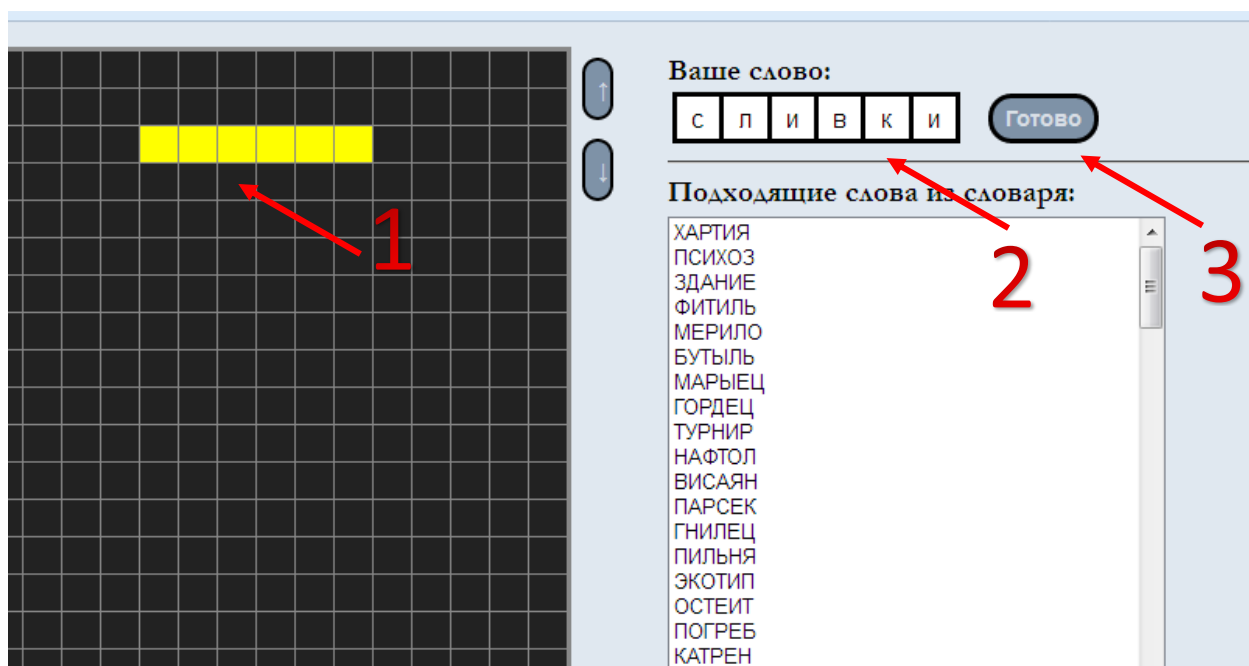 Ваше слово:
с п и в к и Готово
Подходящие слова из словаря:
ХАРТИЯ
ПСИХОЗ
ЗДАНИЕ
ФИТИЛЬ
МЕРИЛО
БУТЫЛЬ
МАРЫЕЦ
ГОРДЕЦ
ТУРНИР
НАФТОЛ
ВИСАЯН
ПАРСЕК
ГНИЛЕЦ
ПИЛЬНЯ
ЭКОТИП
ОСТЕИТ
ПОГРЕБ
КАТРЕН
↑
↓
1
2
3